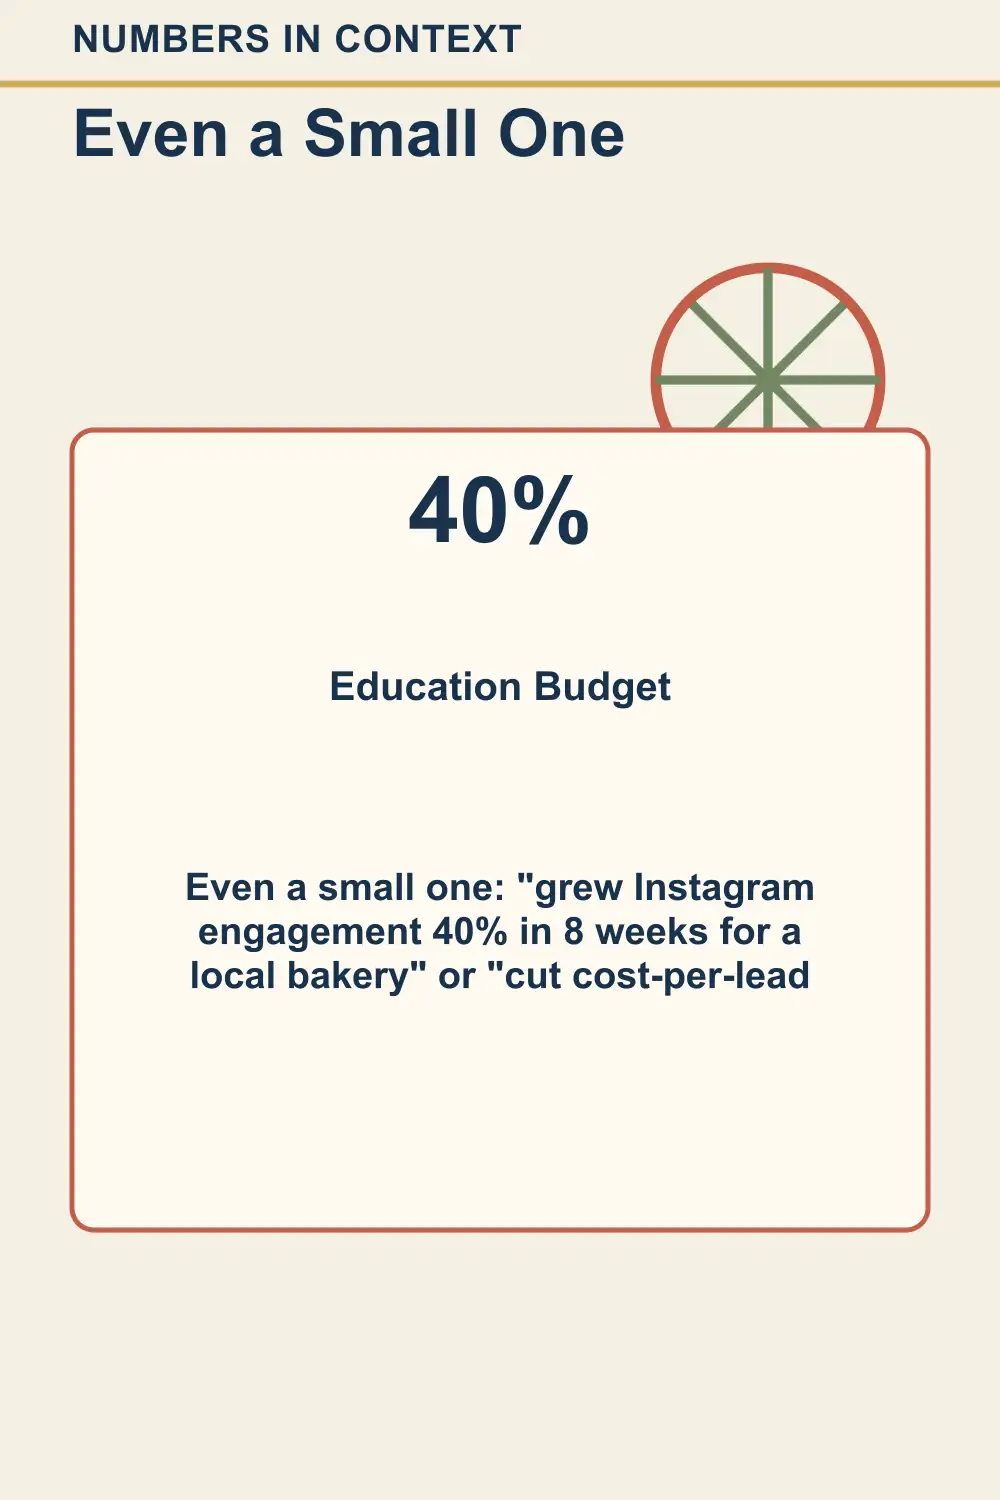 NUMBERS IN CONTEXT
Even a Small One
40%
Education Budget
Even a small one: "grew Instagram
engagement 40% in 8 weeks for a
local bakery" or "cut cost-per-lead